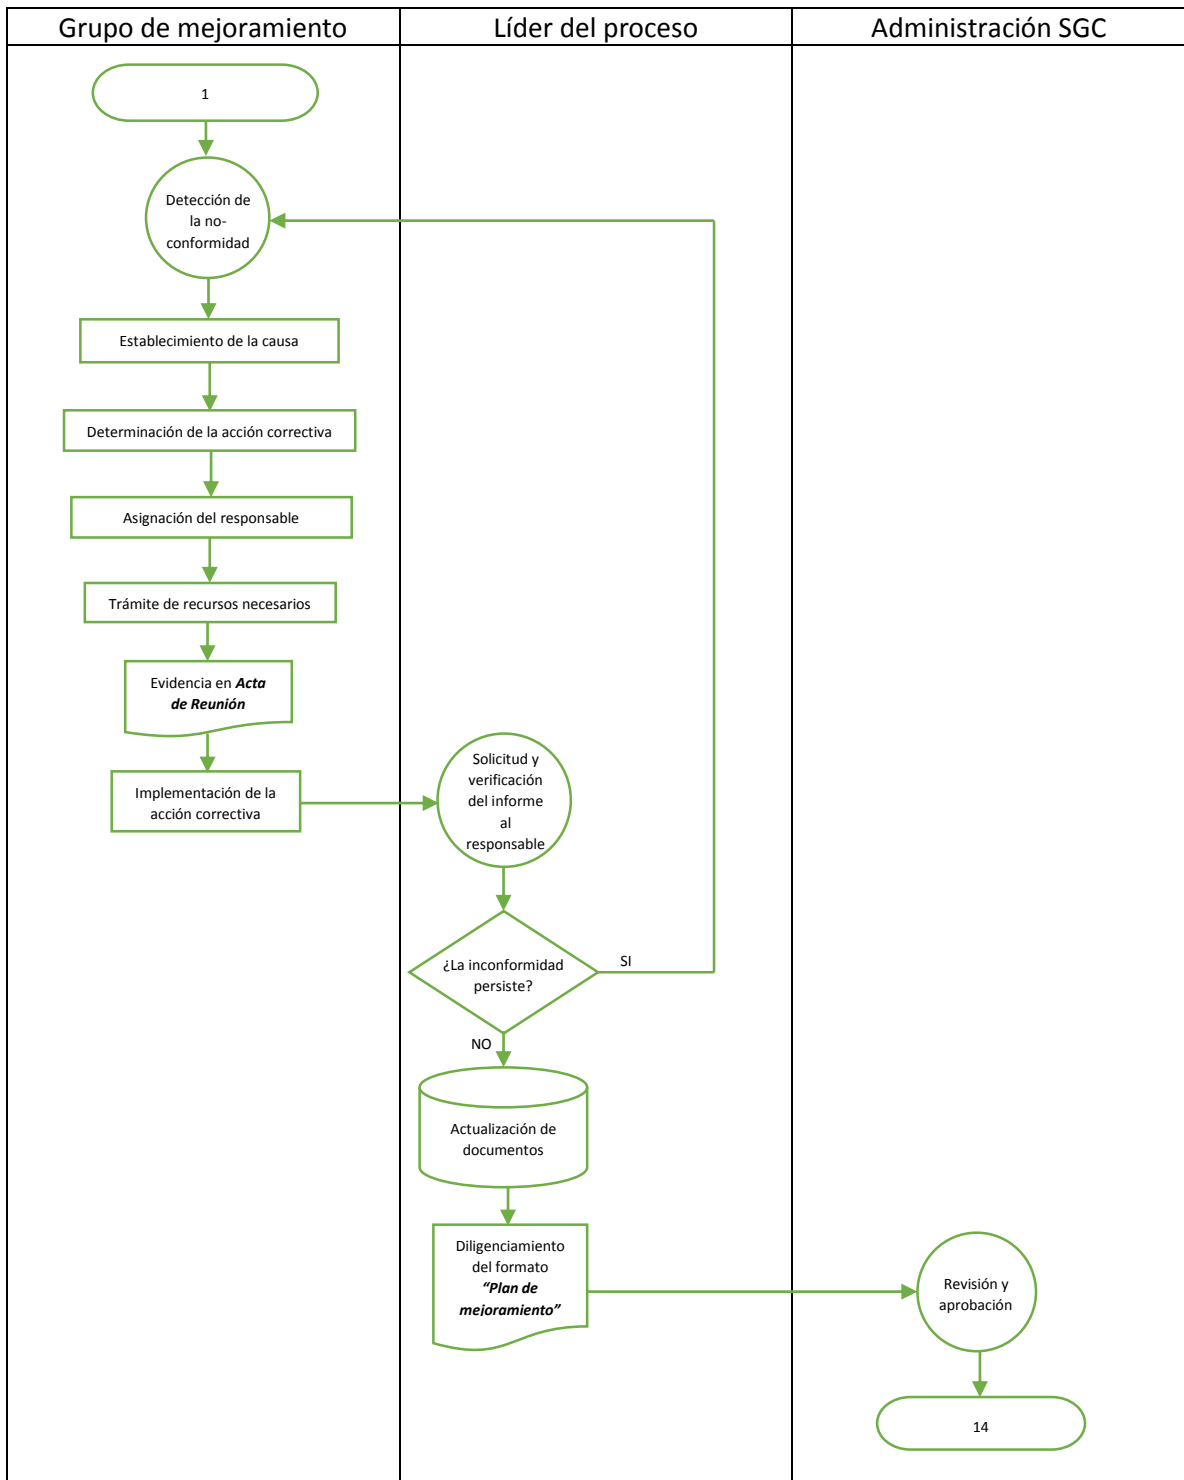 Grupo de mejoramiento
Líder del proceso
Administración SGC
1
Detección de
la no-
conformidad
Establecimiento de la causa
Determinación de la acción correctiva
Asignación del responsable
Trámite de recursos necesarios
Evidencia en Acta
de Reunión
Implementación de la
acción correctiva
Solicitud y
verificación
del informe
al
responsable
¿La inconformidad
persiste?
SI
NO
Actualización de
documentos
Diligenciamiento
del formato
“Plan de
mejoramiento”
Revisión y
aprobación
14